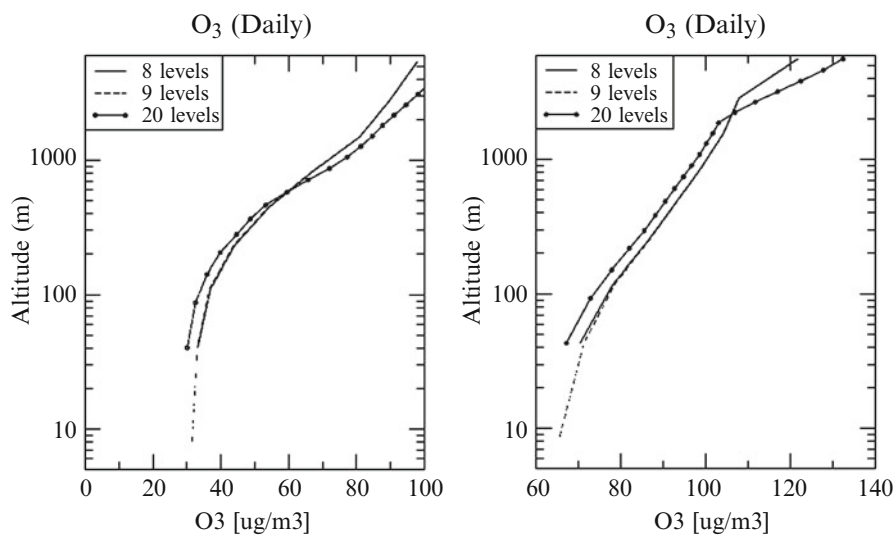 O₃ (Daily)
8 levels
9 levels
20 levels
1000
100
10
Altitude (m)
0 20 40 60 80 100
O3 [ug/m3]
O₃ (Daily)
8 levels
9 levels
20 levels
1000
100
10
Altitude (m)
60 80 100 120 140
O3 [ug/m3]